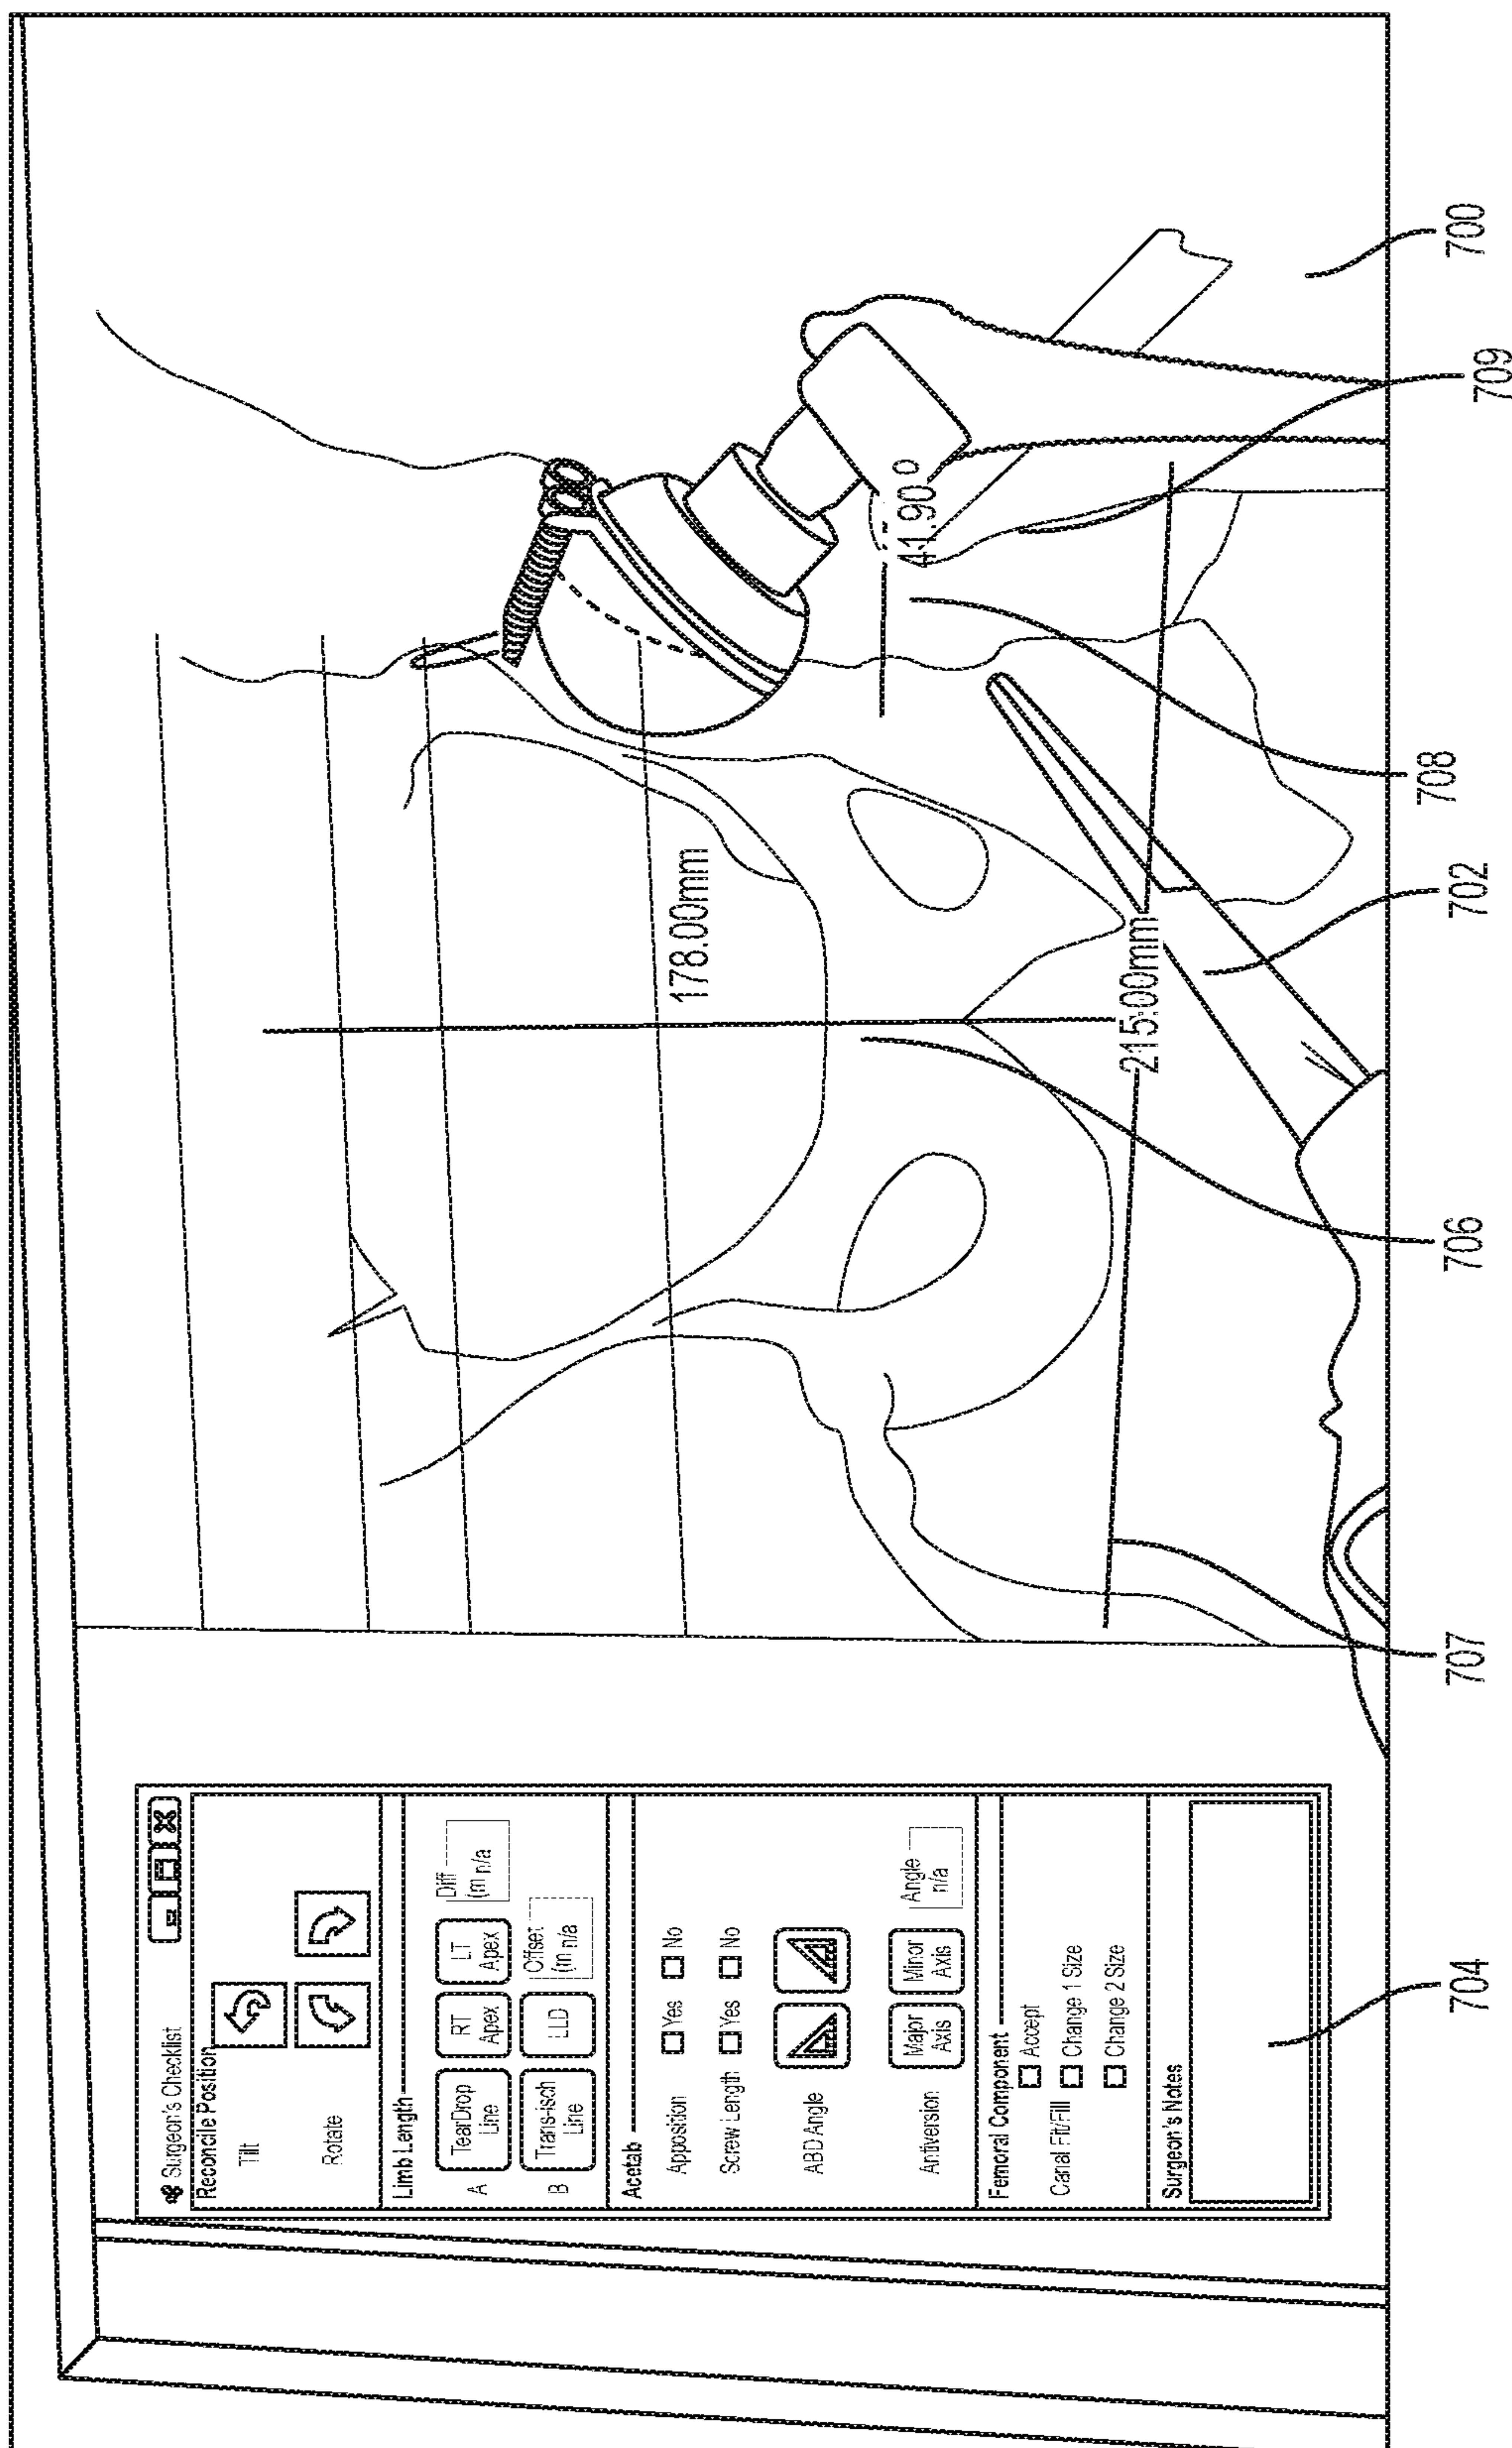 Surgeon's Checklist
Reconcile Position
Tilt
Rotate
Limb Length
A
TearDrop
Line
RT
Apex
LT
Apex
Diff
(m n/a
B
Trans-isch
Line
LLD
Offset
(m n/a
Acetab
Apposition
Yes
No
Screw Length
Yes
No
ABD Angle
Antiversion
Major
Axis
Minor
Axis
Angle
n/a
Femoral Component
Canal Fit/Fill
Accept
Change 1 Size
Change 2 Size
Surgeon's Notes
178.00mm
215.00mm
41.90°
704
707
706
702
708
709
700